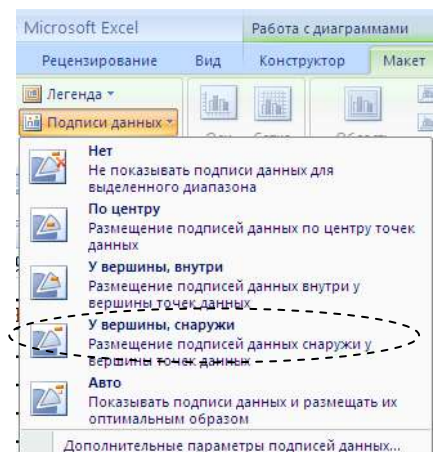 Microsoft Excel
Работа с диаграммами
Рецензирование Вид Конструктор Макет
Легенда
Подписи данных
Нет
Не показывать подписи данных для
выделенного диапазона
По центру
Размещение подписей данных по центру точек
данных
У вершины, внутри
Размещение подписей данных внутри у
вершины точек данных
У вершины, снаружи
Размещение подписей данных снаружи у
вершины точек данных
Авто
Показывать подписи данных и размещать их
оптимальным образом
Дополнительные параметры подписей данных...